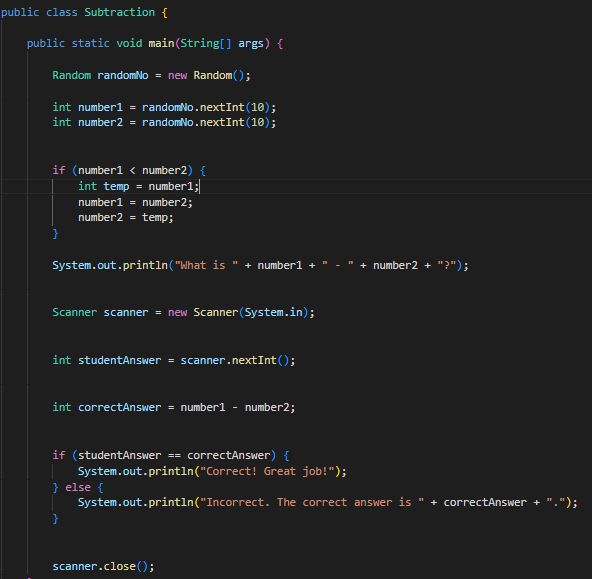 public class Subtraction {
public static void main(String[] args) {
Random randomNo = new Random();
int number1 = randomNo.nextInt(10);
int number2 = randomNo.nextInt(10);
if (number1 < number2) {
int temp = number1;
number1 = number2;
number2 = temp;
}
System.out.println("What is " + number1 + " - " + number2 + "?");
Scanner scanner = new Scanner(System.in);
int studentAnswer = scanner.nextInt();
int correctAnswer = number1 - number2;
if (studentAnswer == correctAnswer) {
System.out.println("Correct! Great job!");
} else {
System.out.println("Incorrect. The correct answer is " + correctAnswer + ".");
}
scanner.close();